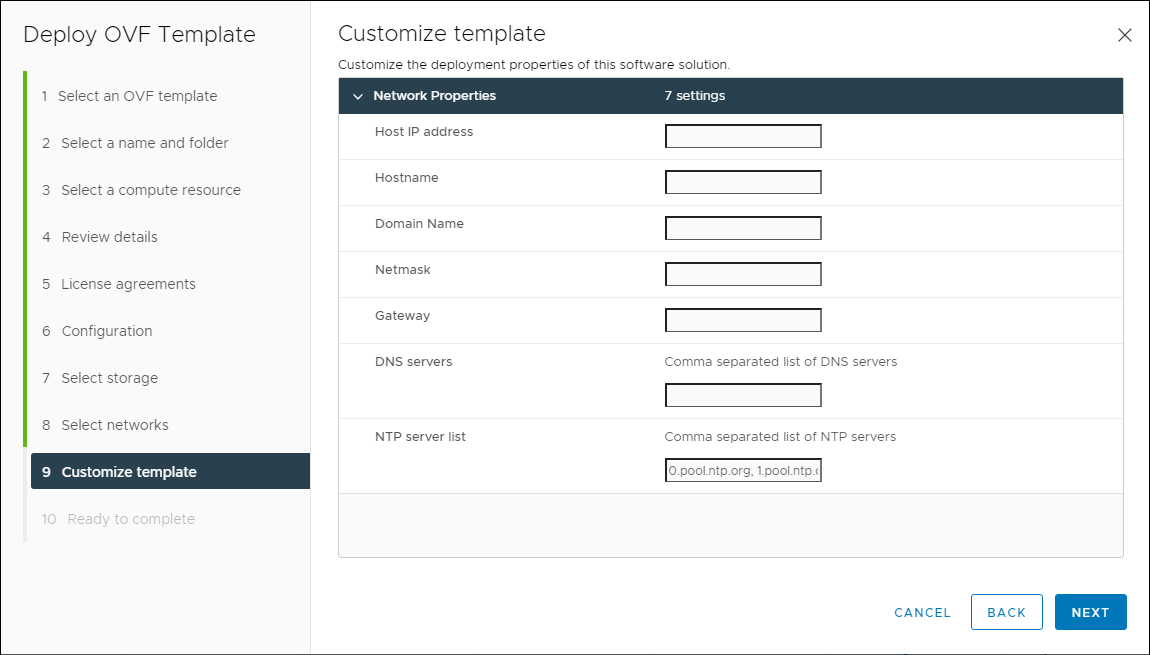 Deploy OVF Template
1 Select an OVF template
2 Select a name and folder
3 Select a compute resource
4 Review details
5 License agreements
6 Configuration
7 Select storage
8 Select networks
9 Customize template
10 Ready to complete
Customize template
Customize the deployment properties of this software solution.
Network Properties 7 settings
Host IP address
Hostname
Domain Name
Netmask
Gateway
DNS servers Comma separated list of DNS servers
NTP server list Comma separated list of NTP servers
0.pool.ntp.org, 1.pool.ntp.
CANCEL BACK NEXT